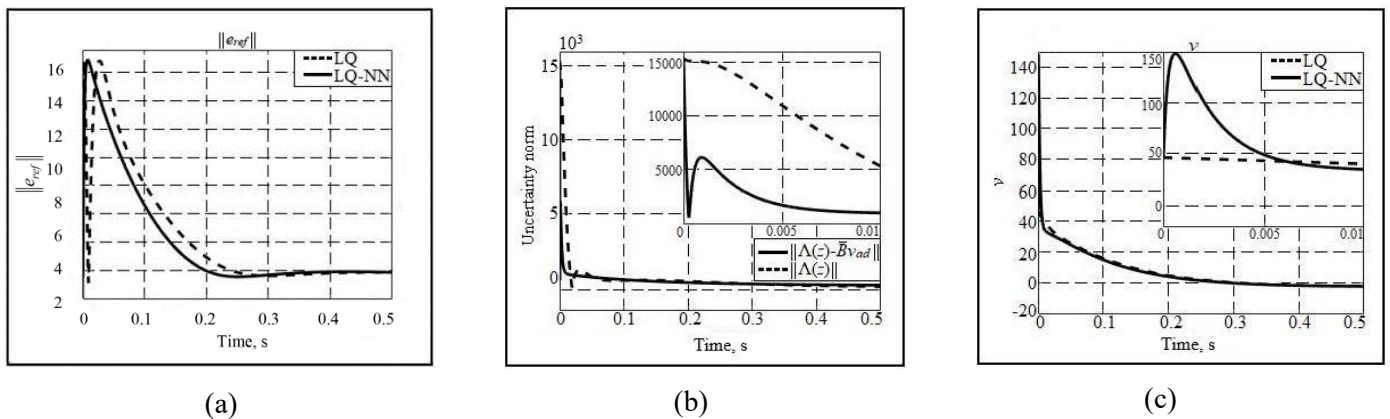 ‖e_ref‖
16
14
12
10
8
6
4
2
‖e_ref‖
LQ
LQ-NN
0 0.1 0.2 0.3 0.4 0.5
Time, s
(a)
10³
15
10
5
0
Uncertainty norm
15000
10000
5000
0 0.005 0.01
‖Λ(z)-B̅v_ad‖
‖Λ(z)‖
0 0.1 0.2 0.3 0.4 0.5
Time, s
(b)
v
140
120
100
80
60
40
20
0
-20
v
150
100
50
0
0 0.005 0.01
LQ
LQ-NN
0 0.1 0.2 0.3 0.4 0.5
Time, s
(c)